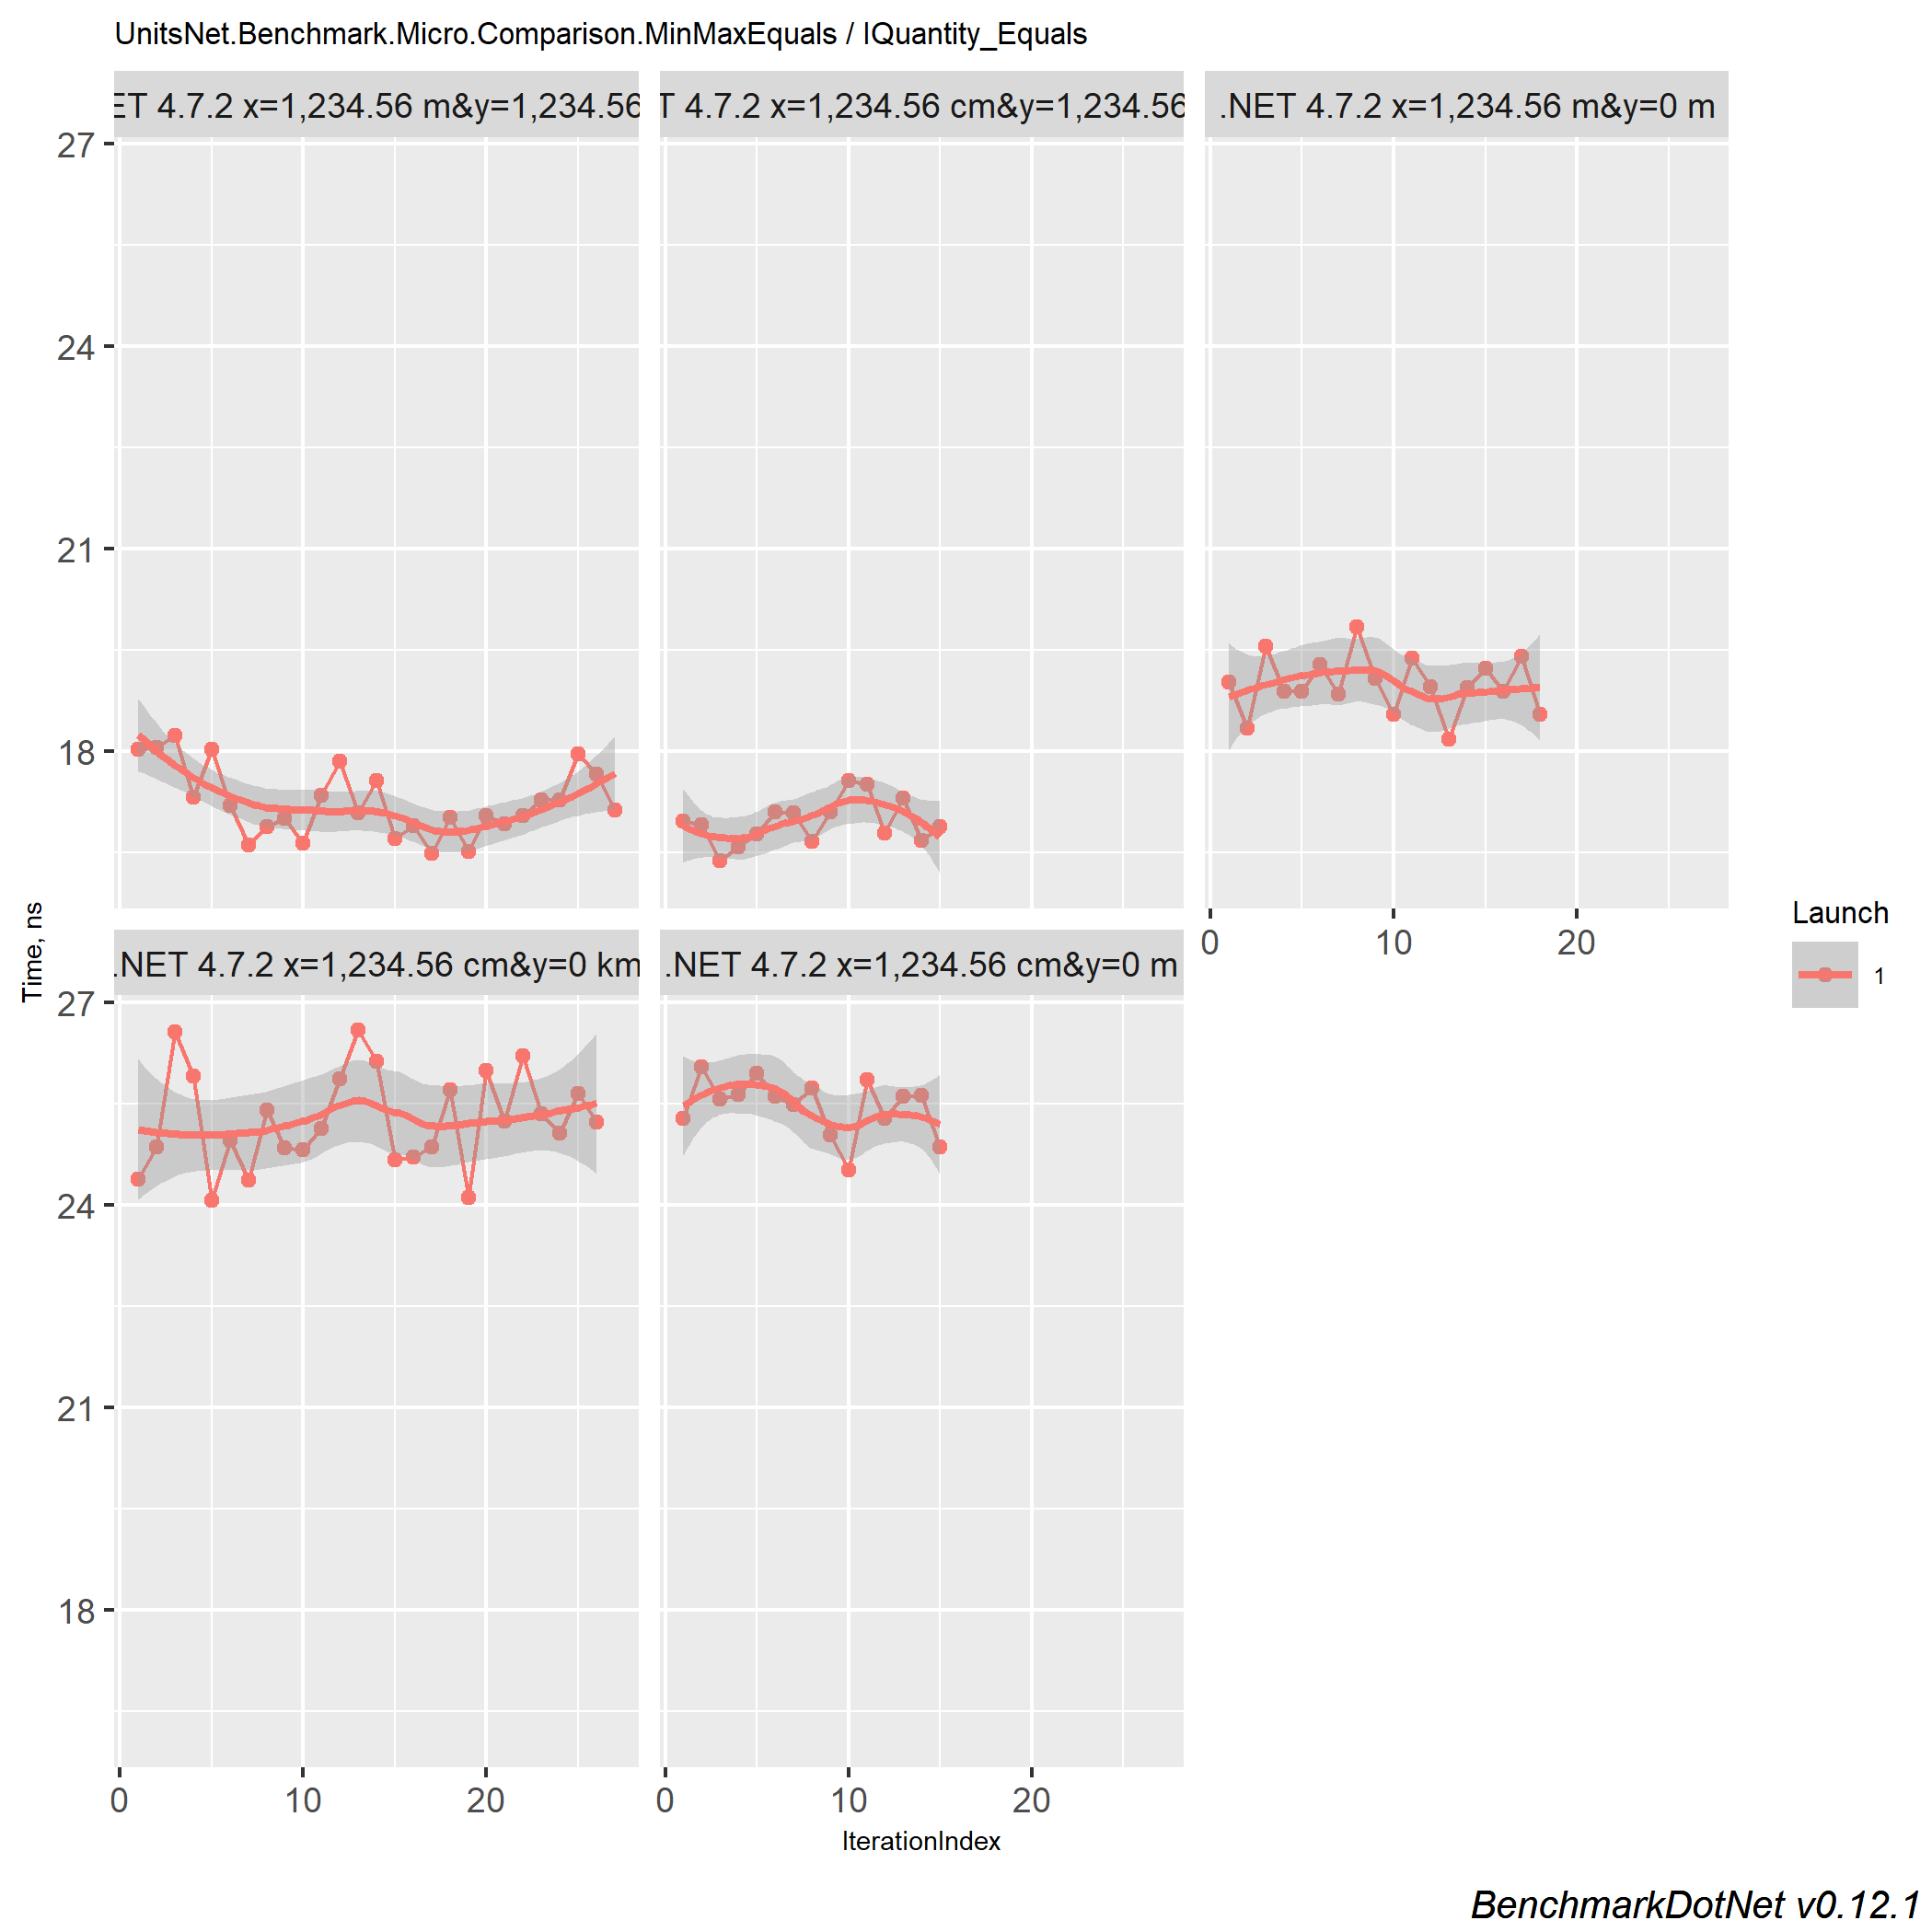 UnitsNet.Benchmark.Micro.Comparison.MinMaxEquals / IQuantity_Equals
ET 4.7.2 x=1,234.56 m&y=1,234.56
T 4.7.2 x=1,234.56 cm&y=1,234.56
.NET 4.7.2 x=1,234.56 m&y=0 m
27
24
21
18
0 10 20
.NET 4.7.2 x=1,234.56 cm&y=0 km
.NET 4.7.2 x=1,234.56 cm&y=0 m
27
24
21
18
0 10 20
0 10 20
Time, ns
IterationIndex
Launch
1
BenchmarkDotNet v0.12.1